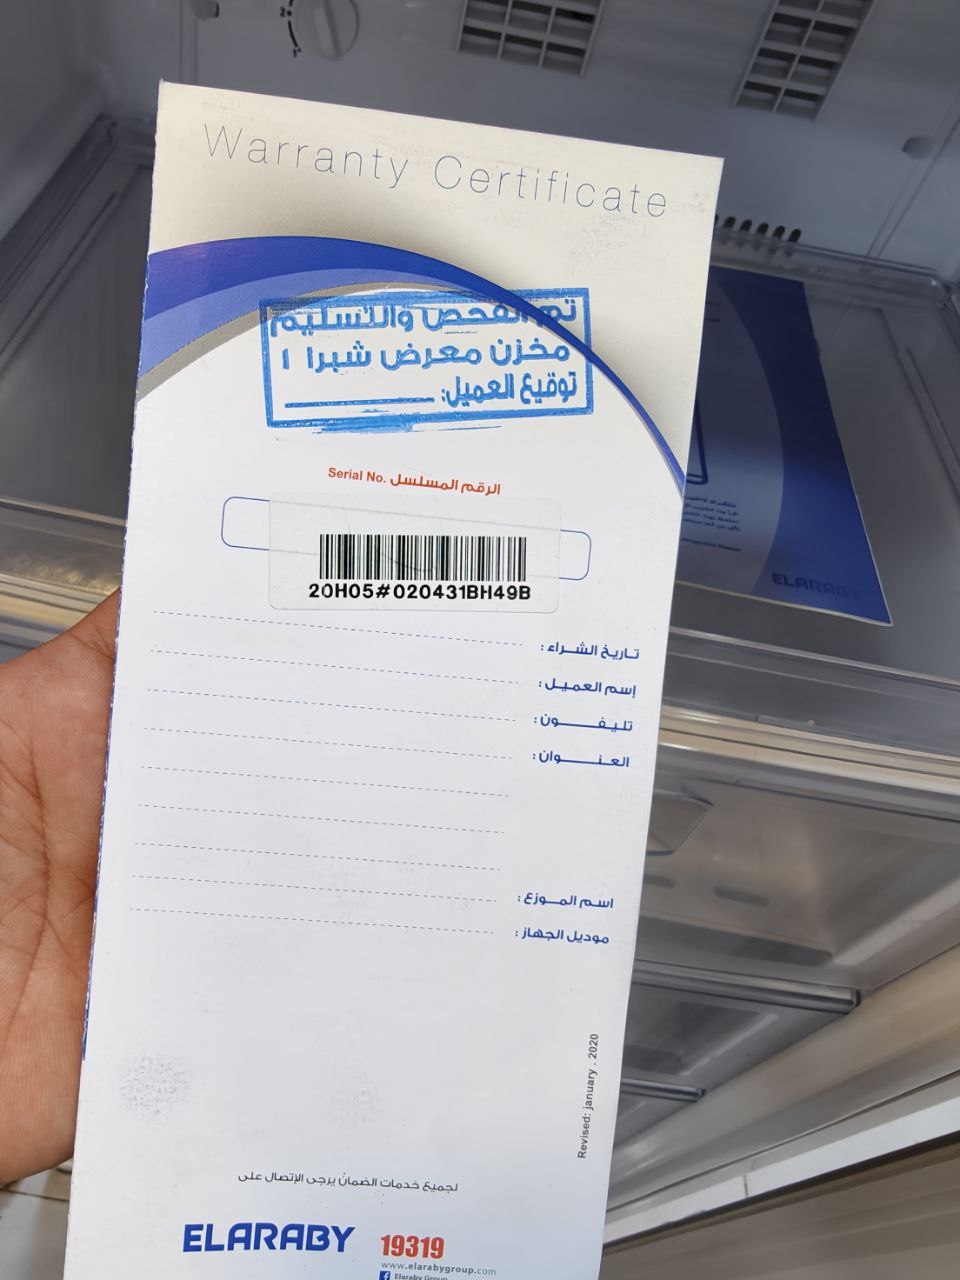 Warranty Certificate
تم الفحص والتسليم
مخزن معرض شبرا ١
توقيع العميل:
Serial No. الرقم المسلسل
20H05#020431BH49B
تاريخ الشراء :
إسم العميل :
تليفون :
العنوان :
اسم الموزع :
موديل الجهاز :
Revised: january . 2020
لجميع خدمات الضمان يرجى الإتصال على
ELARABY 19319
www.elarabygroup.com
Elaraby Group
ELARABY